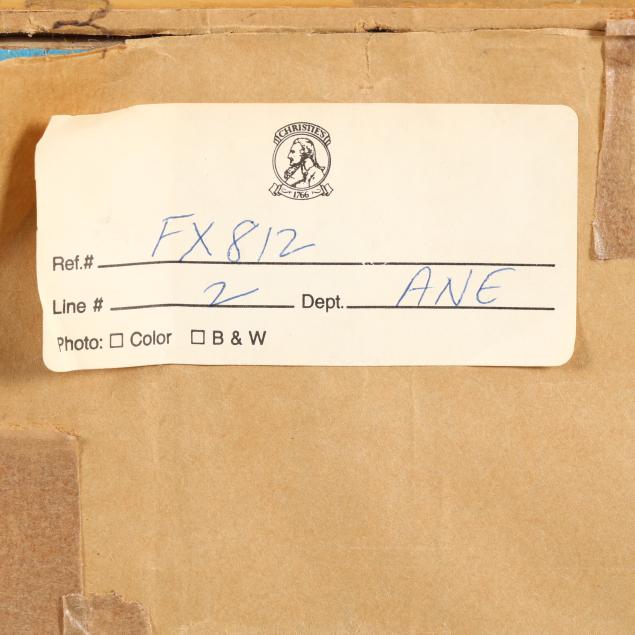 CHRISTIE'S
1766
Ref.# FX812
Line # 2 Dept. ANE
Photo: Color B & W